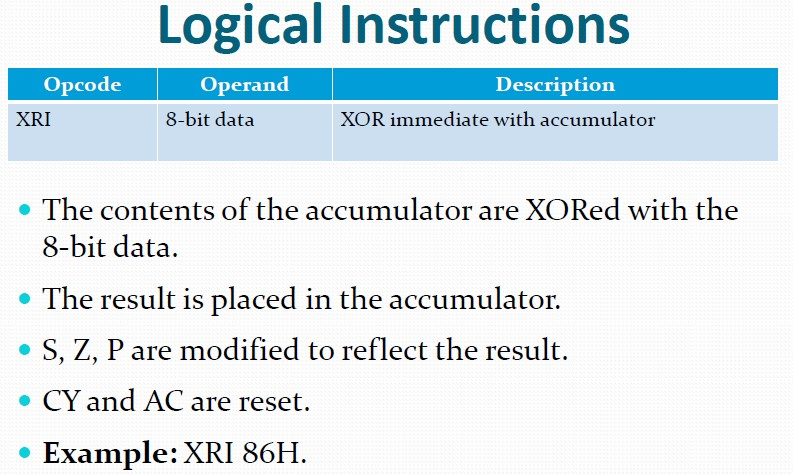 Logical Instructions
Opcode Operand Description
XRI 8-bit data XOR immediate with accumulator
The contents of the accumulator are XORed with the
8-bit data.
The result is placed in the accumulator.
S, Z, P are modified to reflect the result.
CY and AC are reset.
Example: XRI 86H.